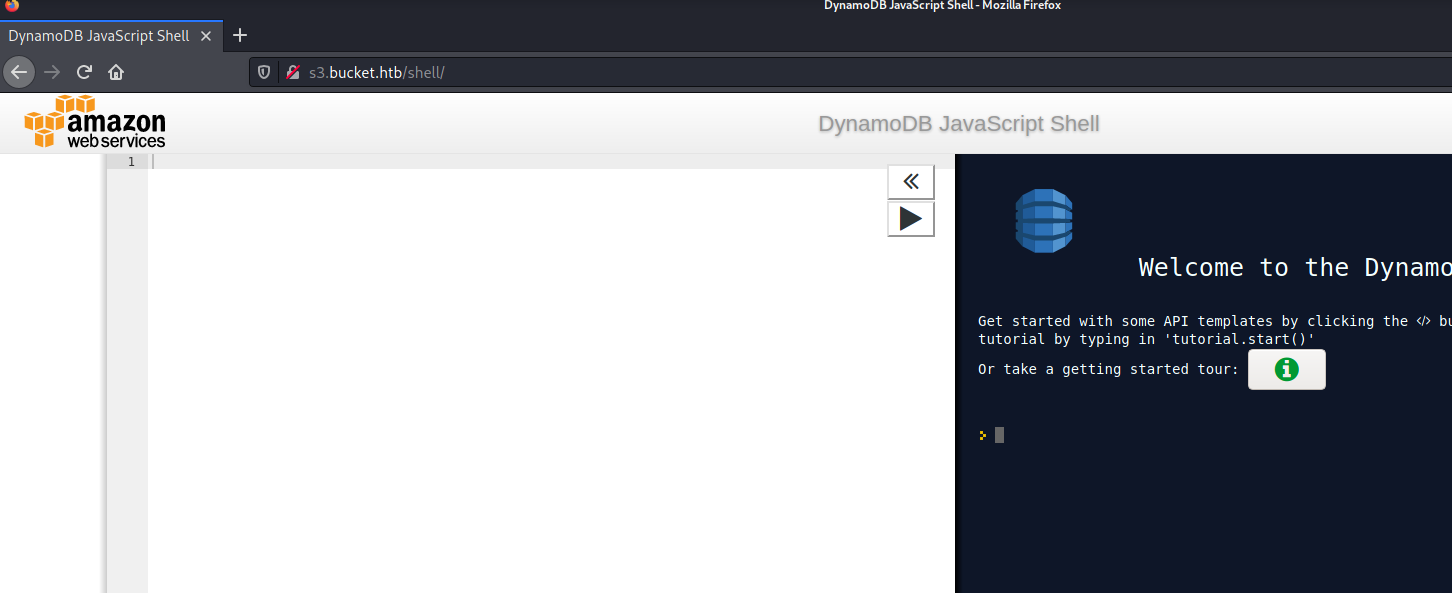 DynamoDB JavaScript Shell - Mozilla Firefox
DynamoDB JavaScript Shell
s3.bucket.htb/shell/
amazon
web services
DynamoDB JavaScript Shell
1
Welcome to the Dynamo
Get started with some API templates by clicking the </> bu
tutorial by typing in 'tutorial.start()'
Or take a getting started tour:
>